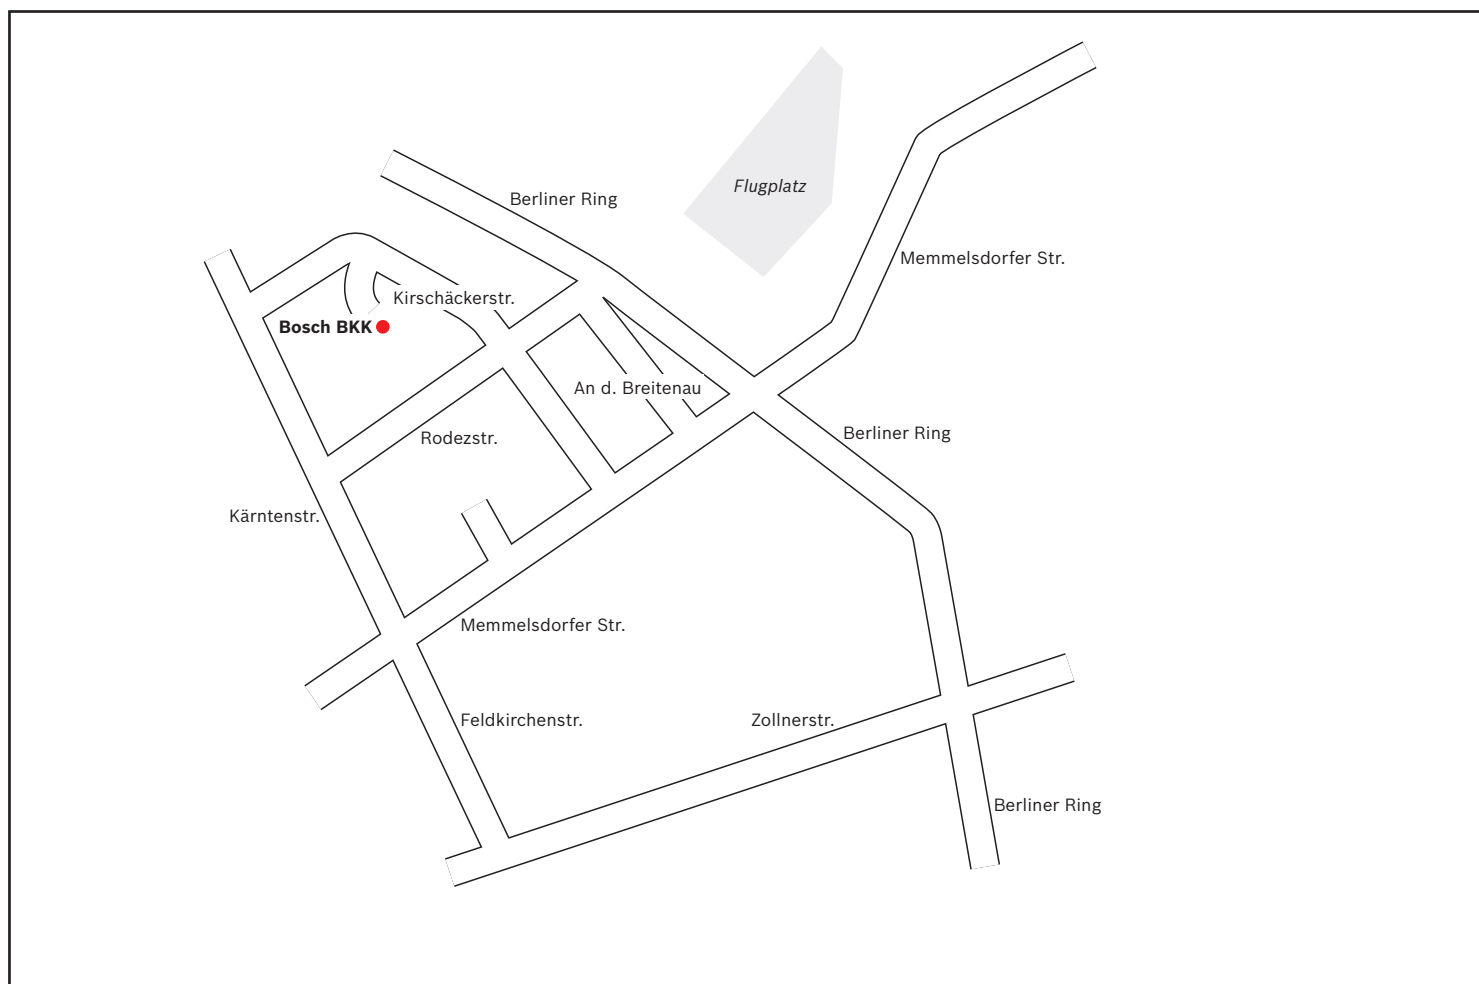 Flugplatz
Berliner Ring
Memmelsdorfer Str.
Kirschäckerstr.
Bosch BKK
An d. Breitenau
Rodezstr.
Berliner Ring
Kärntenstr.
Memmelsdorfer Str.
Feldkirchenstr.
Zollnerstr.
Berliner Ring